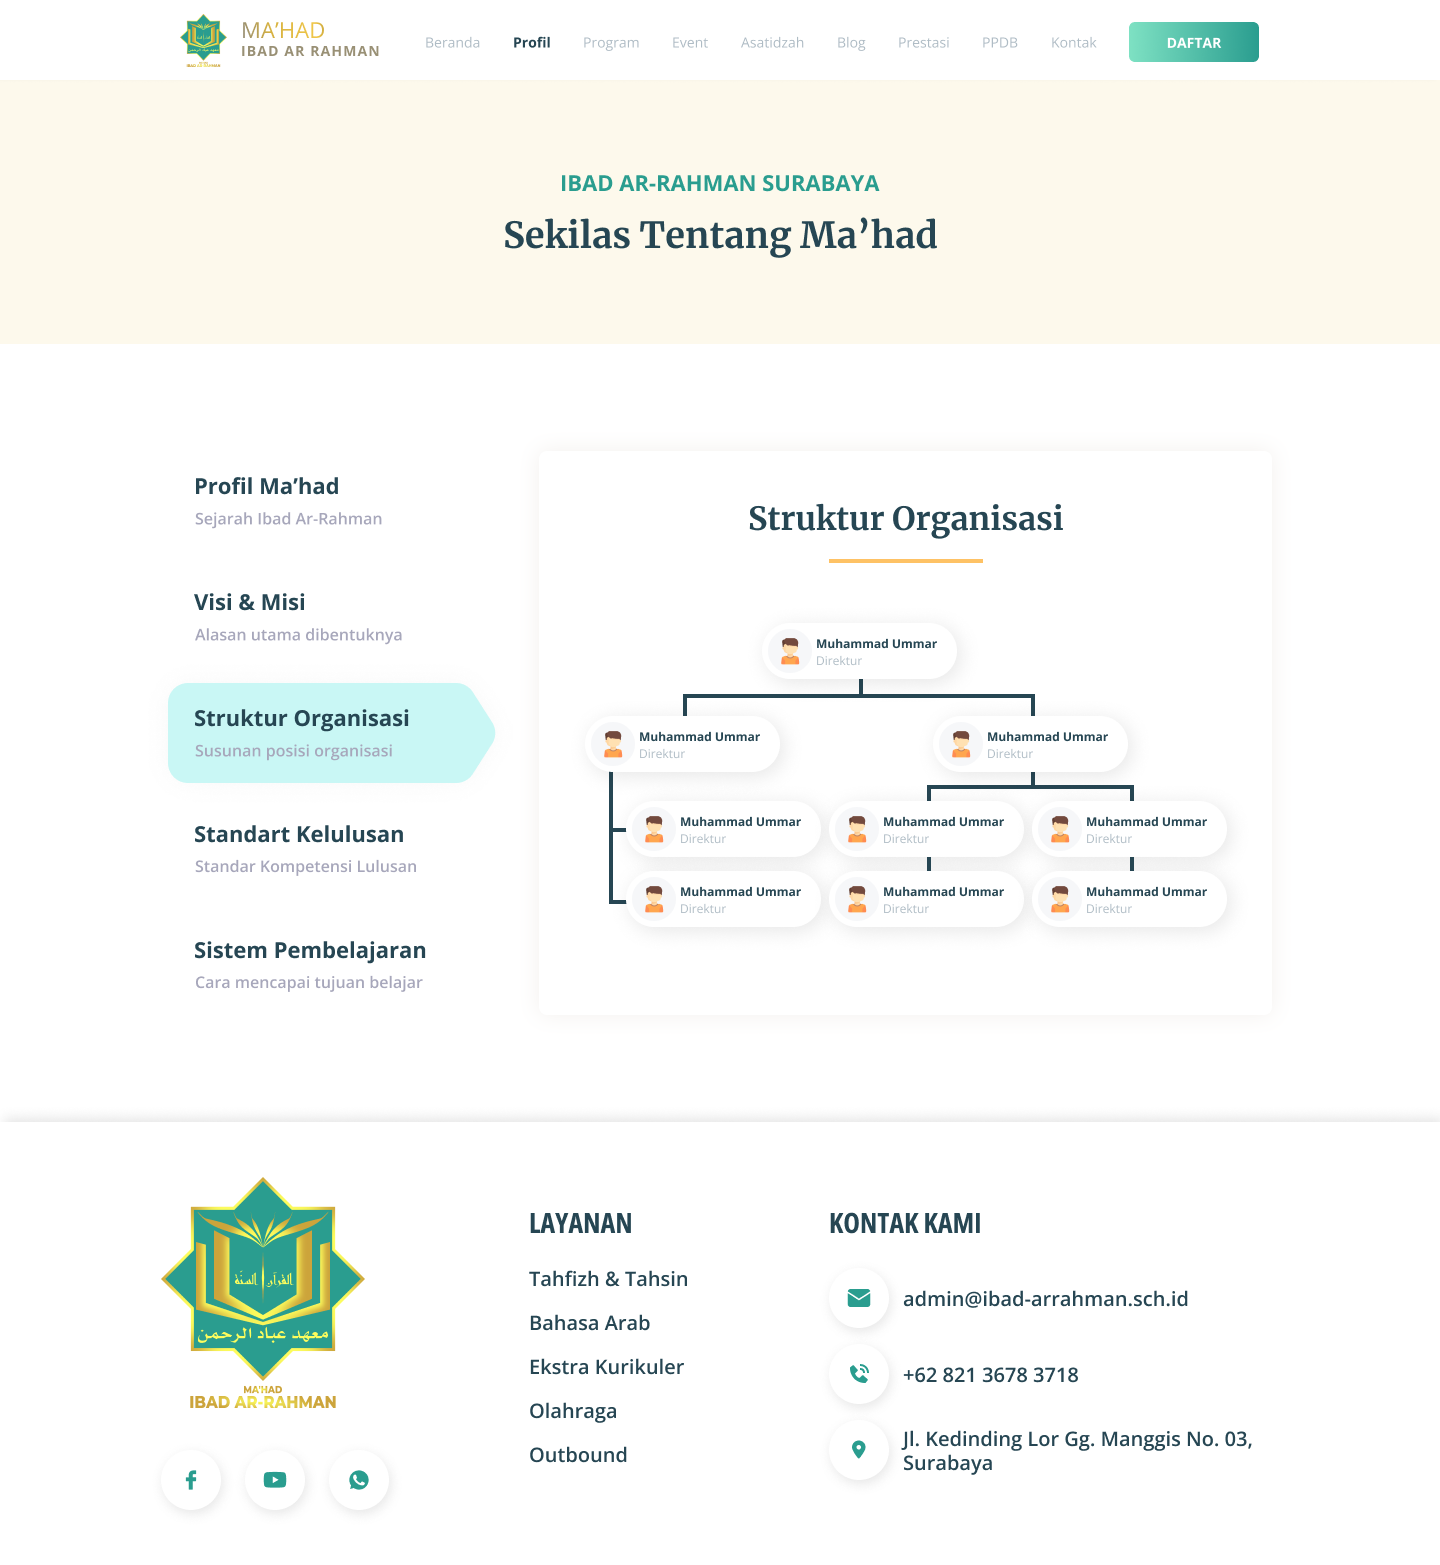 MA’HAD
IBAD AR RAHMAN
Beranda
Profil
Program
Event
Asatidzah
Blog
Prestasi
PPDB
Kontak
DAFTAR
IBAD AR-RAHMAN SURABAYA
Sekilas Tentang Ma’had
Profil Ma’had
Sejarah Ibad Ar-Rahman
Visi & Misi
Alasan utama dibentuknya
Struktur Organisasi
Susunan posisi organisasi
Standart Kelulusan
Standar Kompetensi Lulusan
Sistem Pembelajaran
Cara mencapai tujuan belajar
Struktur Organisasi
Muhammad Ummar
Direktur
Muhammad Ummar
Direktur
Muhammad Ummar
Direktur
Muhammad Ummar
Direktur
Muhammad Ummar
Direktur
Muhammad Ummar
Direktur
Muhammad Ummar
Direktur
Muhammad Ummar
Direktur
Muhammad Ummar
Direktur
القرآن السنّة
معهد عباد الرحمن
MA'HAD
IBAD AR-RAHMAN
LAYANAN
Tahfizh & Tahsin
Bahasa Arab
Ekstra Kurikuler
Olahraga
Outbound
KONTAK KAMI
admin@ibad-arrahman.sch.id
+62 821 3678 3718
Jl. Kedinding Lor Gg. Manggis No. 03,
Surabaya